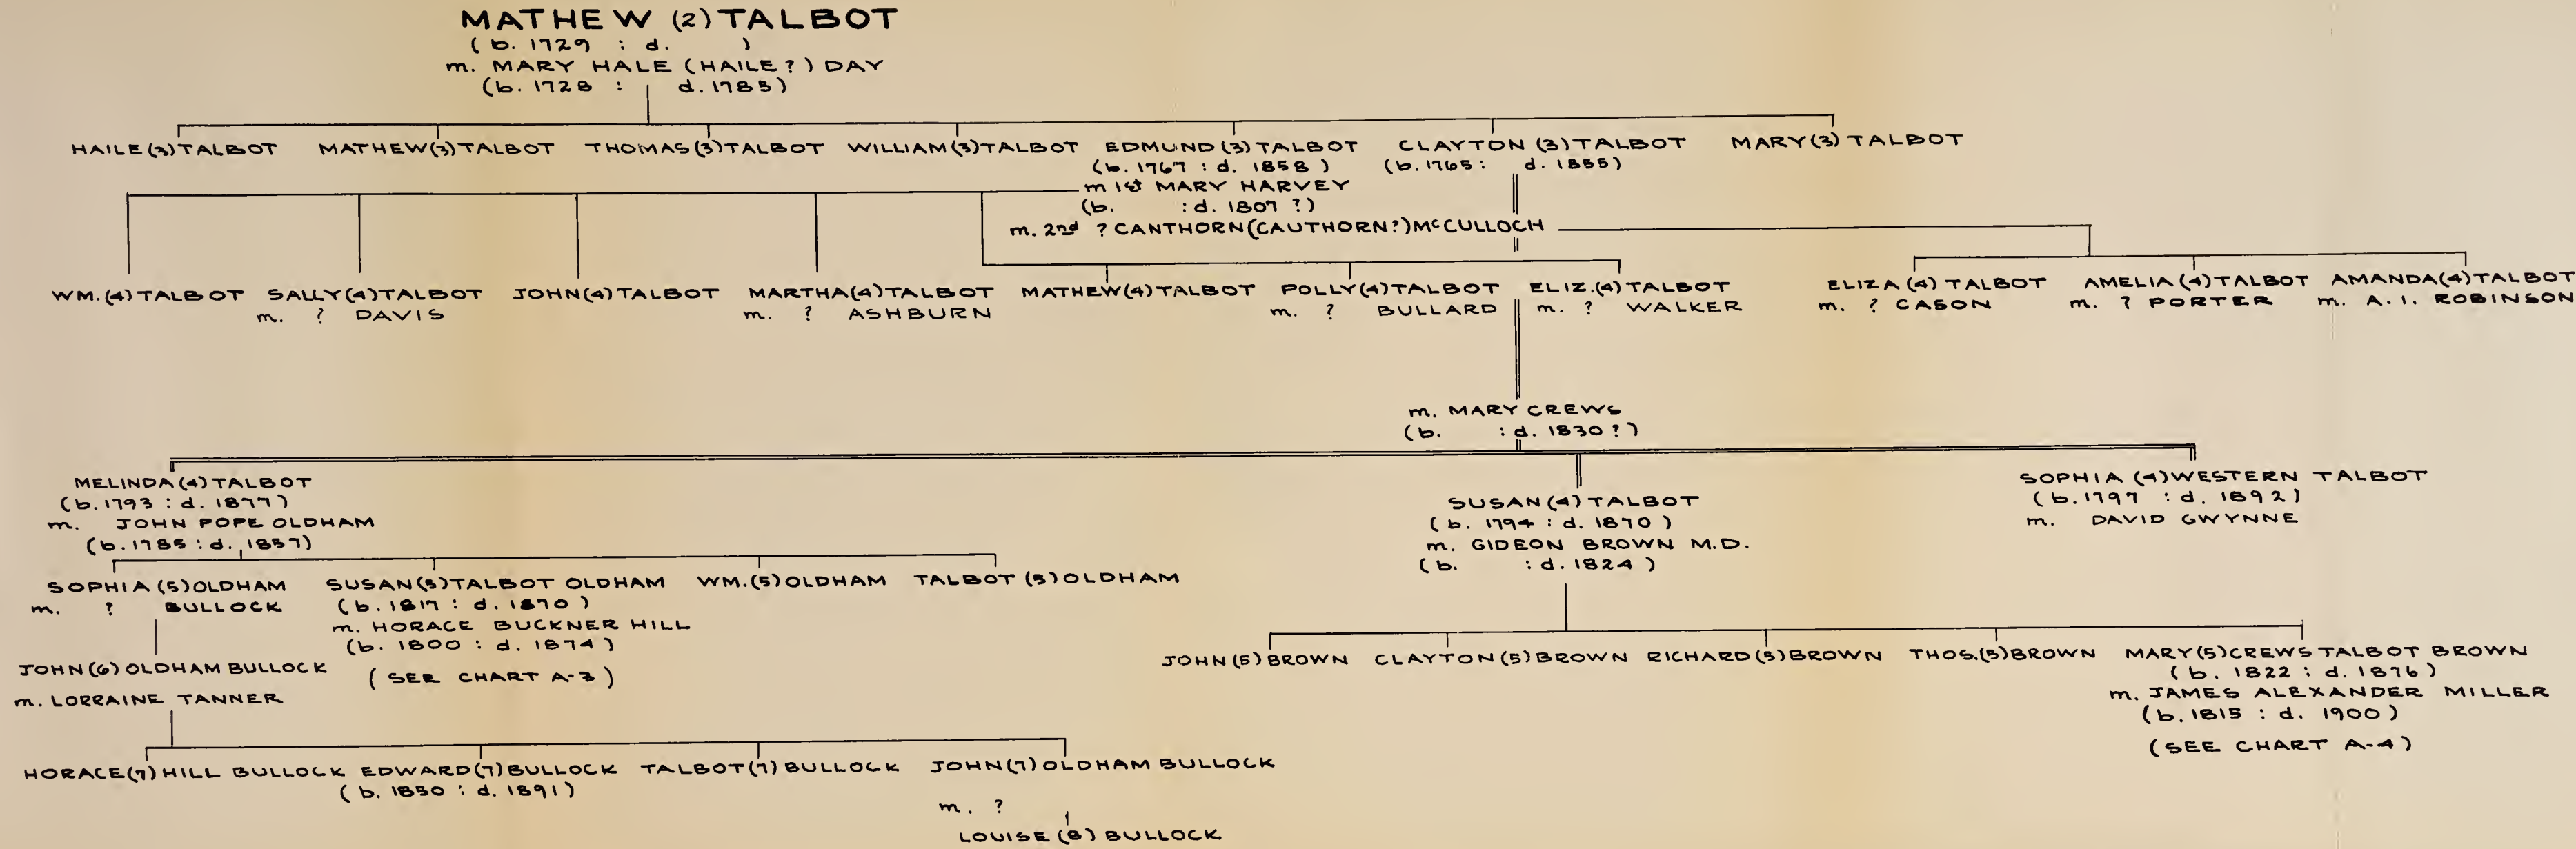 MATHEW (2) TALBOT
(b. 1729 : d. )
m. MARY HALE (HAILE?) DAY
(b. 1728 : d. 1785)
HAILE (3) TALBOT
MATHEW (3) TALBOT
THOMAS (3) TALBOT
WILLIAM (3) TALBOT
EDMUND (3) TALBOT
(b. 1767 : d. 1858 )
m 1st MARY HARVEY
(b. : d. 1807 ?)
m. 2nd ? CANTHORN (CAUTHORN?) McCULLOCH
CLAYTON (3) TALBOT
(b. 1765 : d. 1855)
MARY (3) TALBOT
WM. (4) TALBOT
SALLY (4) TALBOT
m. ? DAVIS
JOHN (4) TALBOT
MARTHA (4) TALBOT
m. ? ASHBURN
MATHEW (4) TALBOT
POLLY (4) TALBOT
m. ? BULLARD
ELIZ. (4) TALBOT
m. ? WALKER
ELIZA (4) TALBOT
m. ? CASON
AMELIA (4) TALBOT
m. ? PORTER
AMANDA (4) TALBOT
m. A. I. ROBINSON
m. MARY CREWS
(b. : d. 1830 ?)
MELINDA (4) TALBOT
(b. 1793 : d. 1877)
m. JOHN POPE OLDHAM
(b. 1785 : d. 1857)
SUSAN (4) TALBOT
(b. 1794 : d. 1870 )
m. GIDEON BROWN M.D.
(b. : d. 1824 )
SOPHIA (4) WESTERN TALBOT
(b. 1797 : d. 1892)
m. DAVID GWYNNE
SOPHIA (5) OLDHAM
m. ? BULLOCK
SUSAN (5) TALBOT OLDHAM
(b. 1817 : d. 1870 )
m. HORACE BUCKNER HILL
(b. 1800 : d. 1874 )
(SEE CHART A-3)
WM. (5) OLDHAM
TALBOT (5) OLDHAM
JOHN (5) BROWN
CLAYTON (5) BROWN
RICHARD (5) BROWN
THOS. (5) BROWN
MARY (5) CREWS TALBOT BROWN
(b. 1822 : d. 1876)
m. JAMES ALEXANDER MILLER
(b. 1815 : d. 1900)
(SEE CHART A-4)
JOHN (6) OLDHAM BULLOCK
m. LORRAINE TANNER
HORACE (7) HILL BULLOCK
EDWARD (7) BULLOCK
(b. 1850 : d. 1891)
TALBOT (7) BULLOCK
JOHN (7) OLDHAM BULLOCK
m. ?
LOUISE (8) BULLOCK